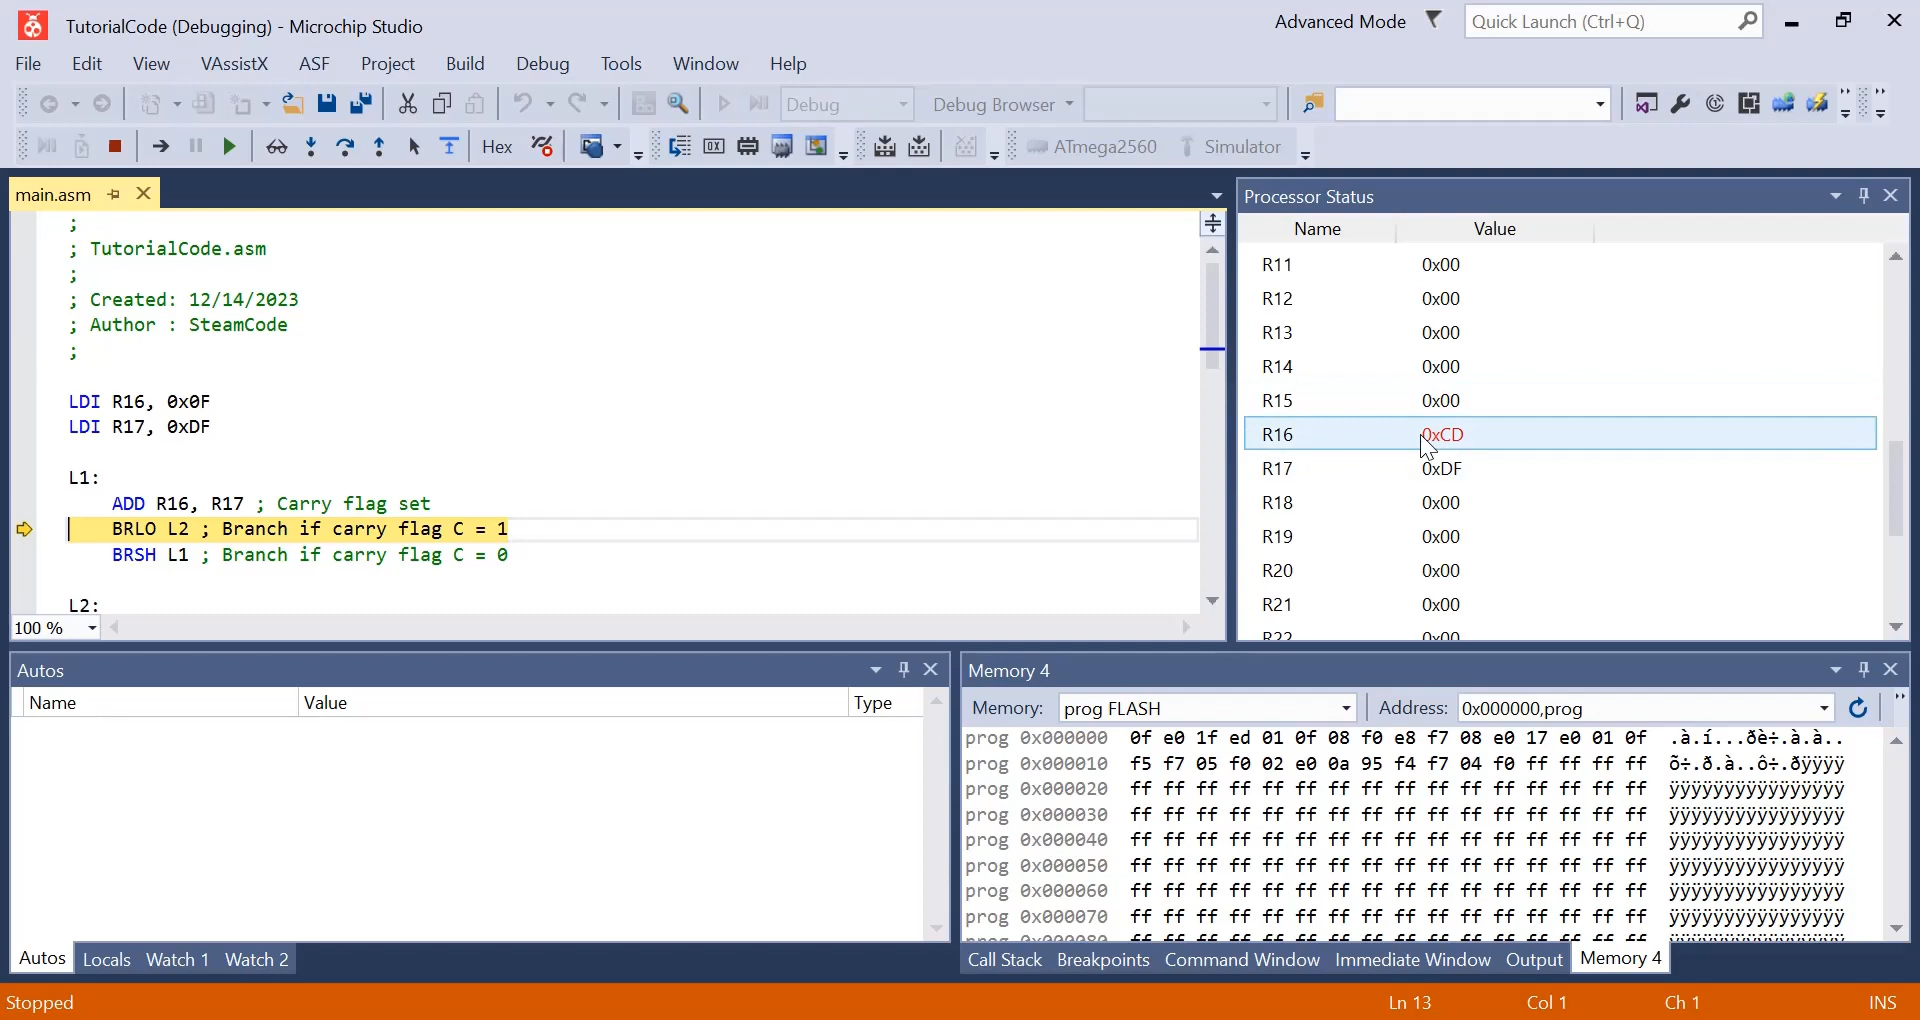 TutorialCode (Debugging) - Microchip Studio
Advanced Mode
Quick Launch (Ctrl+Q)
File Edit View VAssistX ASF Project Build Debug Tools Window Help
Debug
Debug Browser
Hex
ATmega2560
Simulator
main.asm
;
; TutorialCode.asm
;
; Created: 12/14/2023
; Author : SteamCode
;
LDI R16, 0x0F
LDI R17, 0xDF
L1:
ADD R16, R17 ; Carry flag set
BRLO L2 ; Branch if carry flag C = 1
BRSH L1 ; Branch if carry flag C = 0
L2:
100 %
Processor Status
Name Value
R11 0x00
R12 0x00
R13 0x00
R14 0x00
R15 0x00
R16 0xCD
R17 0xDF
R18 0x00
R19 0x00
R20 0x00
R21 0x00
R22 0x00
Autos
Name Value Type
Autos Locals Watch 1 Watch 2
Memory 4
Memory: prog FLASH Address: 0x000000,prog
prog 0x000000 0f e0 1f ed 01 0f 08 f0 e8 f7 08 e0 17 e0 01 0f .à.í...ðè÷.à.à..
prog 0x000010 f5 f7 05 f0 02 e0 0a 95 f4 f7 04 f0 ff ff ff ff õ÷.ð.à..ô÷.ðÿÿÿÿ
prog 0x000020 ff ff ff ff ff ff ff ff ff ff ff ff ff ff ff ff ÿÿÿÿÿÿÿÿÿÿÿÿÿÿÿÿ
prog 0x000030 ff ff ff ff ff ff ff ff ff ff ff ff ff ff ff ff ÿÿÿÿÿÿÿÿÿÿÿÿÿÿÿÿ
prog 0x000040 ff ff ff ff ff ff ff ff ff ff ff ff ff ff ff ff ÿÿÿÿÿÿÿÿÿÿÿÿÿÿÿÿ
prog 0x000050 ff ff ff ff ff ff ff ff ff ff ff ff ff ff ff ff ÿÿÿÿÿÿÿÿÿÿÿÿÿÿÿÿ
prog 0x000060 ff ff ff ff ff ff ff ff ff ff ff ff ff ff ff ff ÿÿÿÿÿÿÿÿÿÿÿÿÿÿÿÿ
prog 0x000070 ff ff ff ff ff ff ff ff ff ff ff ff ff ff ff ff ÿÿÿÿÿÿÿÿÿÿÿÿÿÿÿÿ
Call Stack Breakpoints Command Window Immediate Window Output Memory 4
Stopped Ln 13 Col 1 Ch 1 INS